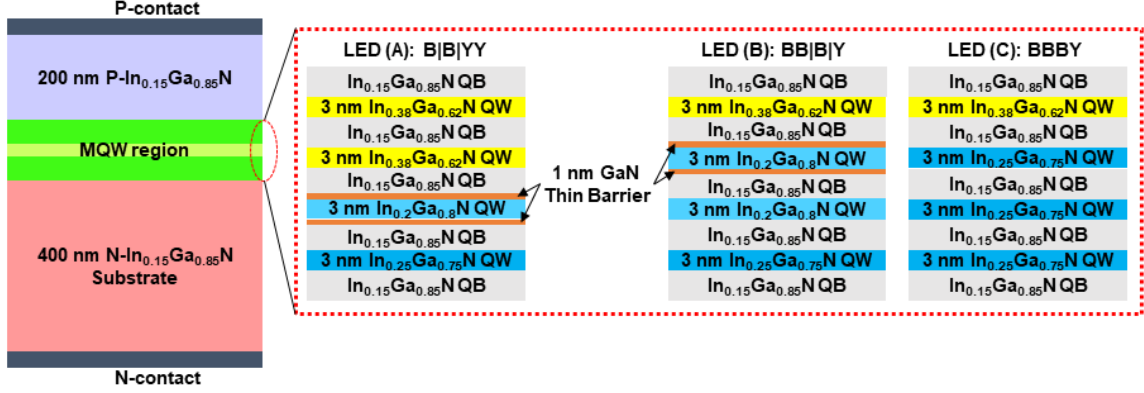 P-contact
200 nm P-In0.15Ga0.85N
MQW region
400 nm N-In0.15Ga0.85N
Substrate
N-contact
LED (A): B|B|YY
In0.15Ga0.85N QB
3 nm In0.38Ga0.62N QW
In0.15Ga0.85N QB
3 nm In0.38Ga0.62N QW
In0.15Ga0.85N QB
3 nm In0.2Ga0.8N QW
In0.15Ga0.85N QB
3 nm In0.25Ga0.75N QW
In0.15Ga0.85N QB
1 nm GaN
Thin Barrier
LED (B): BB|B|Y
In0.15Ga0.85N QB
3 nm In0.38Ga0.62N QW
In0.15Ga0.85N QB
3 nm In0.2Ga0.8N QW
In0.15Ga0.85N QB
3 nm In0.2Ga0.8N QW
In0.15Ga0.85N QB
3 nm In0.25Ga0.75N QW
In0.15Ga0.85N QB
LED (C): BBBY
In0.15Ga0.85N QB
3 nm In0.38Ga0.62N QW
In0.15Ga0.85N QB
3 nm In0.25Ga0.75N QW
In0.15Ga0.85N QB
3 nm In0.25Ga0.75N QW
In0.15Ga0.85N QB
3 nm In0.25Ga0.75N QW
In0.15Ga0.85N QB